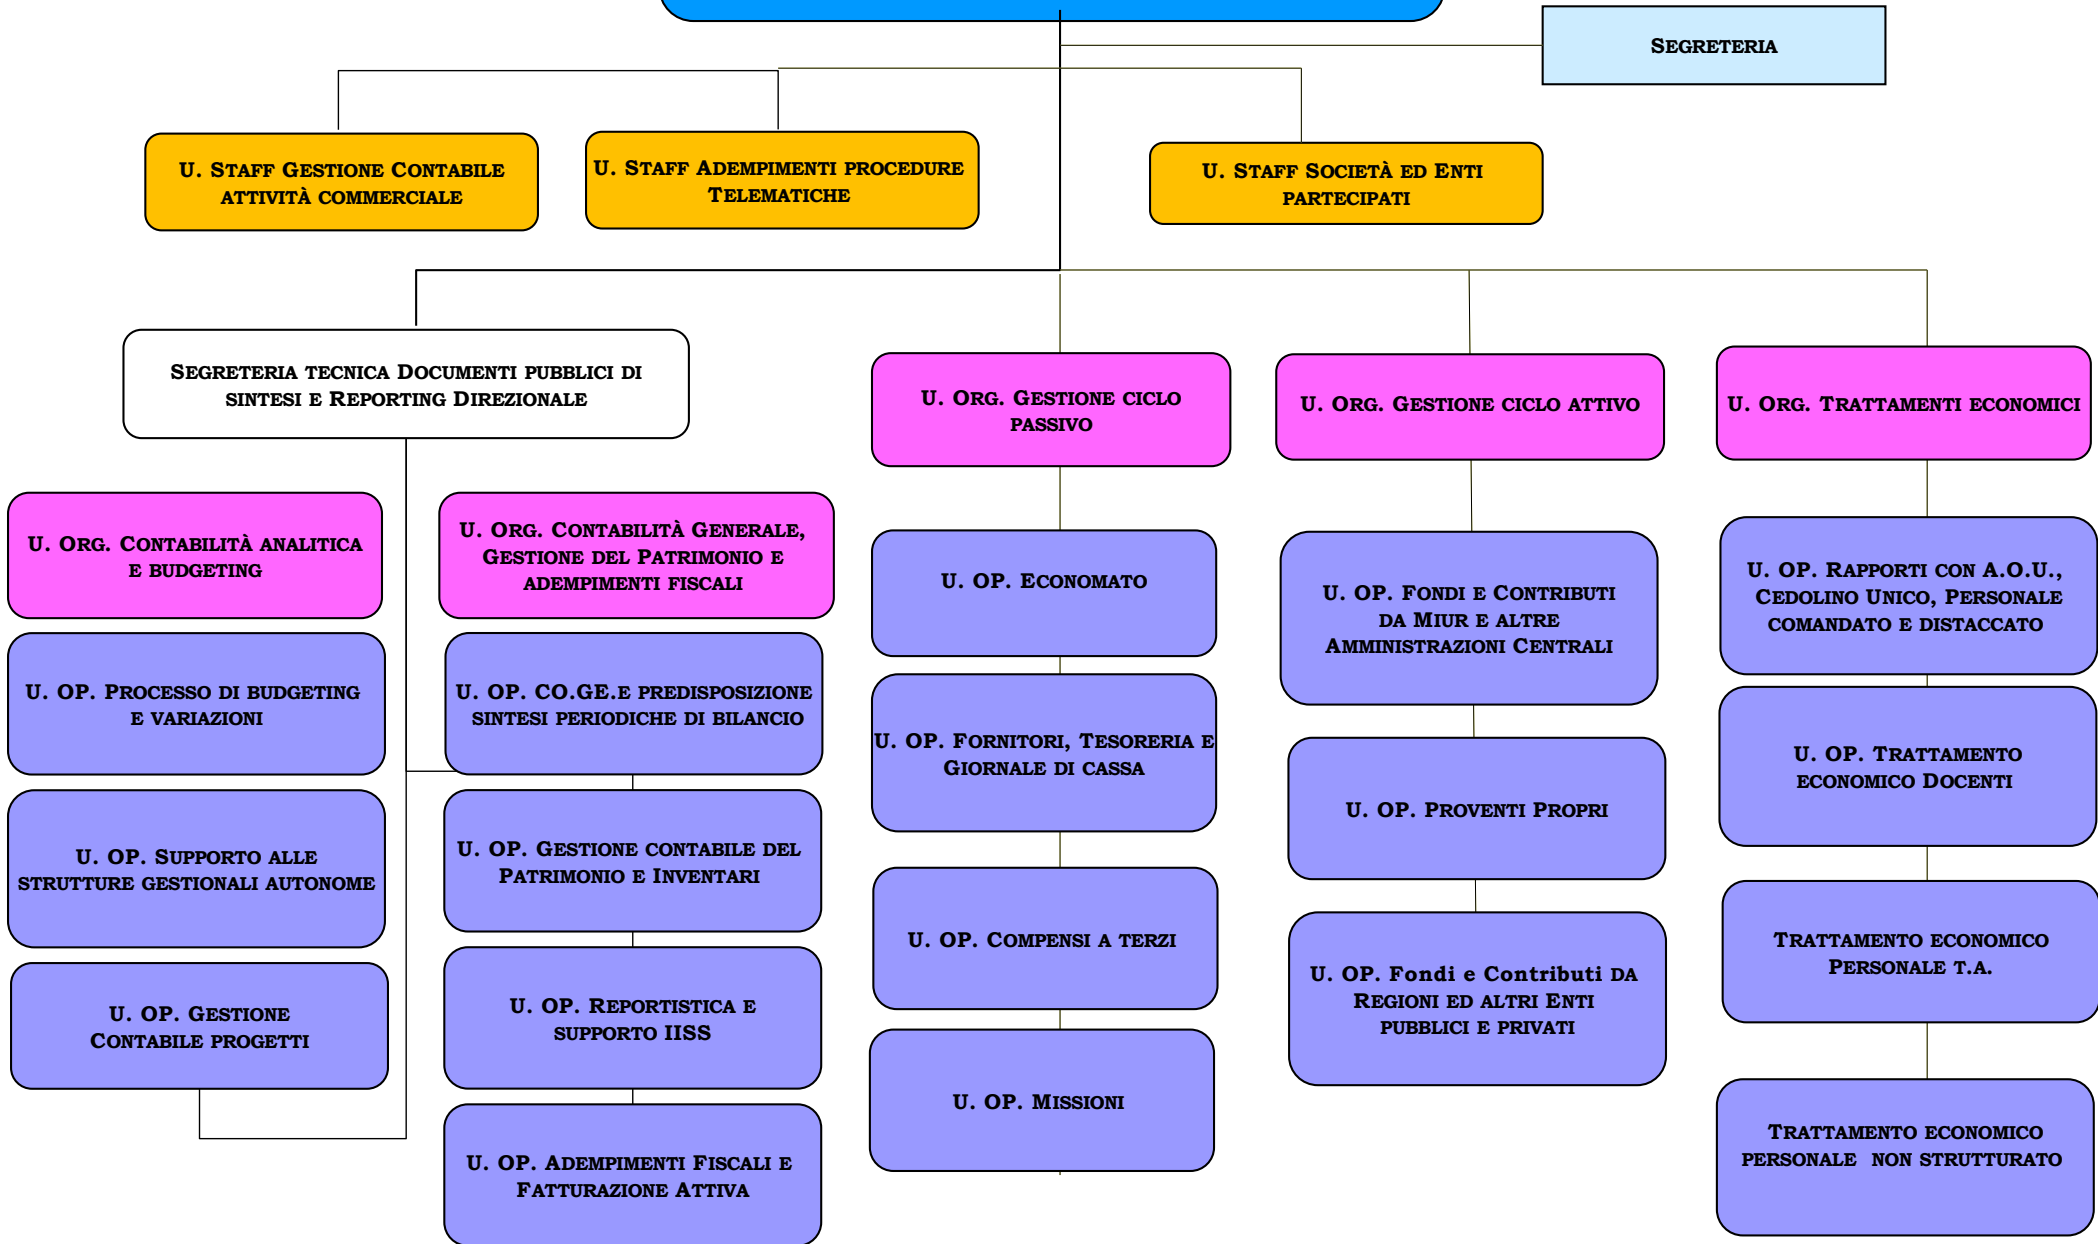 SEGRETERIA
U. STAFF GESTIONE CONTABILE
ATTIVITÀ COMMERCIALE
U. STAFF ADEMPIMENTI PROCEDURE
TELEMATICHE
U. STAFF SOCIETÀ ED ENTI
PARTECIPATI
SEGRETERIA TECNICA DOCUMENTI PUBBLICI DI
SINTESI E REPORTING DIREZIONALE
U. ORG. GESTIONE CICLO
PASSIVO
U. ORG. GESTIONE CICLO ATTIVO
U. ORG. TRATTAMENTI ECONOMICI
U. ORG. CONTABILITÀ ANALITICA
E BUDGETING
U. OP. PROCESSO DI BUDGETING
E VARIAZIONI
U. OP. SUPPORTO ALLE
STRUTTURE GESTIONALI AUTONOME
U. OP. GESTIONE
CONTABILE PROGETTI
U. ORG. CONTABILITÀ GENERALE,
GESTIONE DEL PATRIMONIO E
ADEMPIMENTI FISCALI
U. OP. CO.GE.E PREDISPOSIZIONE
SINTESI PERIODICHE DI BILANCIO
U. OP. GESTIONE CONTABILE DEL
PATRIMONIO E INVENTARI
U. OP. REPORTISTICA E
SUPPORTO IISS
U. OP. ADEMPIMENTI FISCALI E
FATTURAZIONE ATTIVA
U. OP. ECONOMATO
U. OP. FORNITORI, TESORERIA E
GIORNALE DI CASSA
U. OP. COMPENSI A TERZI
U. OP. MISSIONI
U. OP. FONDI E CONTRIBUTI
DA MIUR E ALTRE
AMMINISTRAZIONI CENTRALI
U. OP. PROVENTI PROPRI
U. OP. Fondi e Contributi DA
REGIONI ED ALTRI ENTI
PUBBLICI E PRIVATI
U. OP. RAPPORTI CON A.O.U.,
CEDOLINO UNICO, PERSONALE
COMANDATO E DISTACCATO
U. OP. TRATTAMENTO
ECONOMICO DOCENTI
TRATTAMENTO ECONOMICO
PERSONALE T.A.
TRATTAMENTO ECONOMICO
PERSONALE NON STRUTTURATO